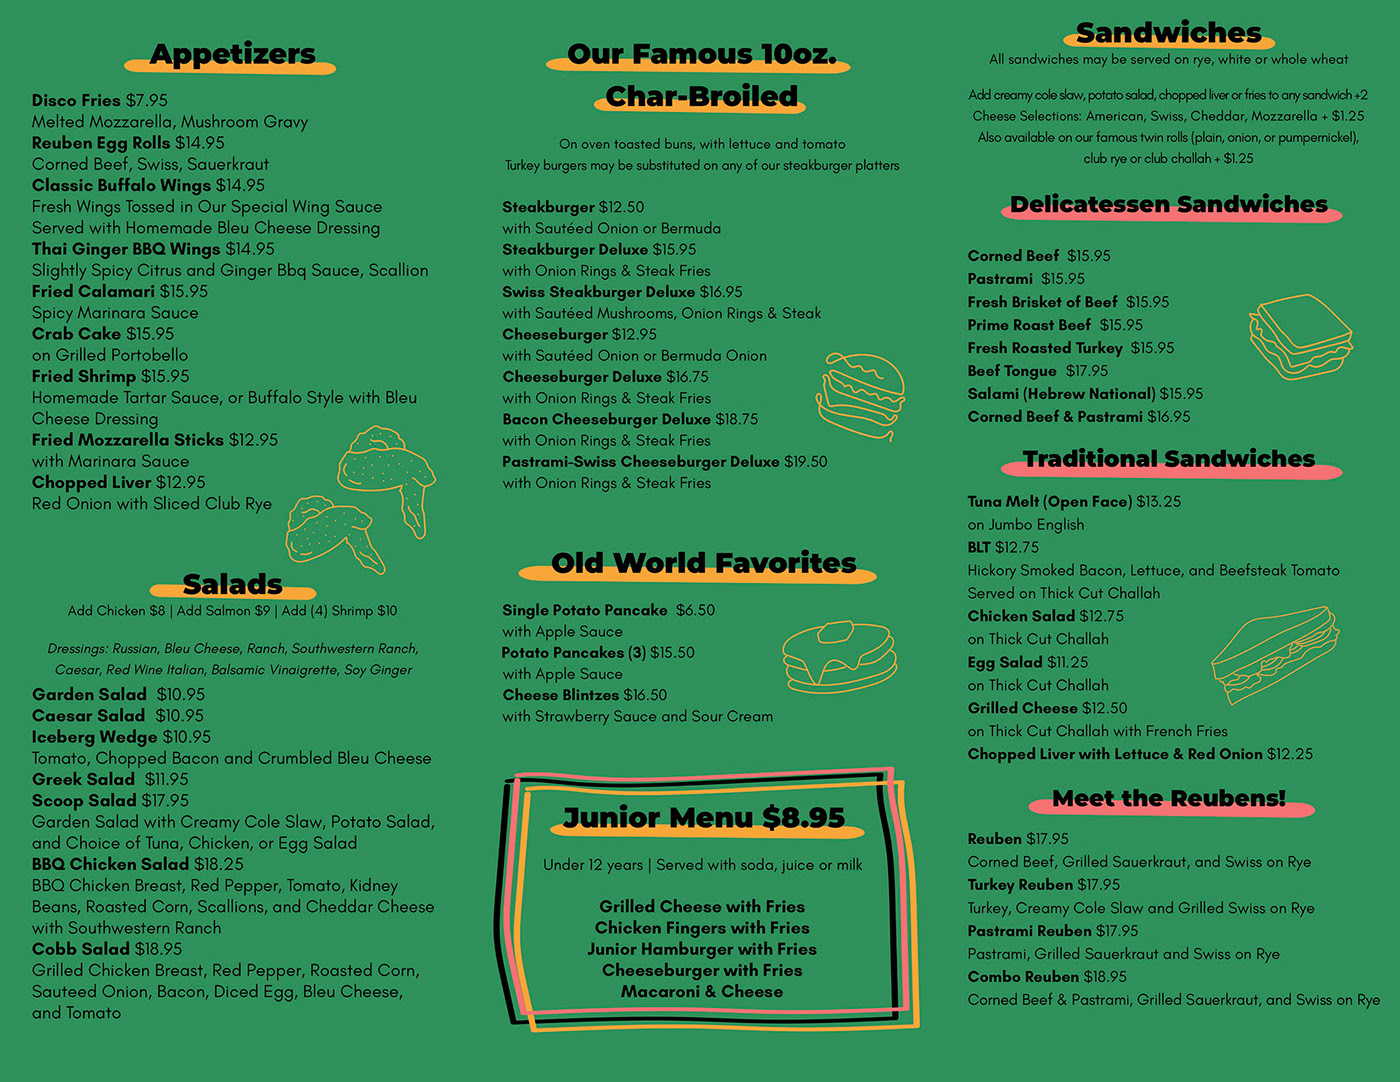 Appetizers
Disco Fries $7.95
Melted Mozzarella, Mushroom Gravy
Reuben Egg Rolls $14.95
Corned Beef, Swiss, Sauerkraut
Classic Buffalo Wings $14.95
Fresh Wings Tossed in Our Special Wing Sauce
Served with Homemade Bleu Cheese Dressing
Thai Ginger BBQ Wings $14.95
Slightly Spicy Citrus and Ginger Bbq Sauce, Scallion
Fried Calamari $15.95
Spicy Marinara Sauce
Crab Cake $15.95
on Grilled Portobello
Fried Shrimp $15.95
Homemade Tartar Sauce, or Buffalo Style with Bleu
Cheese Dressing
Fried Mozzarella Sticks $12.95
with Marinara Sauce
Chopped Liver $12.95
Red Onion with Sliced Club Rye
Salads
Add Chicken $8 | Add Salmon $9 | Add (4) Shrimp $10
Dressings: Russian, Bleu Cheese, Ranch, Southwestern Ranch,
Caesar, Red Wine Italian, Balsamic Vinaigrette, Soy Ginger
Garden Salad $10.95
Caesar Salad $10.95
Iceberg Wedge $10.95
Tomato, Chopped Bacon and Crumbled Bleu Cheese
Greek Salad $11.95
Scoop Salad $17.95
Garden Salad with Creamy Cole Slaw, Potato Salad,
and Choice of Tuna, Chicken, or Egg Salad
BBQ Chicken Salad $18.25
BBQ Chicken Breast, Red Pepper, Tomato, Kidney
Beans, Roasted Corn, Scallions, and Cheddar Cheese
with Southwestern Ranch
Cobb Salad $18.95
Grilled Chicken Breast, Red Pepper, Roasted Corn,
Sauteed Onion, Bacon, Diced Egg, Bleu Cheese,
and Tomato
Our Famous 10oz.
Char-Broiled
On oven toasted buns, with lettuce and tomato
Turkey burgers may be substituted on any of our steakburger platters
Steakburger $12.50
with Sautéed Onion or Bermuda
Steakburger Deluxe $15.95
with Onion Rings & Steak Fries
Swiss Steakburger Deluxe $16.95
with Sautéed Mushrooms, Onion Rings & Steak
Cheeseburger $12.95
with Sautéed Onion or Bermuda Onion
Cheeseburger Deluxe $16.75
with Onion Rings & Steak Fries
Bacon Cheeseburger Deluxe $18.75
with Onion Rings & Steak Fries
Pastrami-Swiss Cheeseburger Deluxe $19.50
with Onion Rings & Steak Fries
Old World Favorites
Single Potato Pancake $6.50
with Apple Sauce
Potato Pancakes (3) $15.50
with Apple Sauce
Cheese Blintzes $16.50
with Strawberry Sauce and Sour Cream
Junior Menu $8.95
Under 12 years | Served with soda, juice or milk
Grilled Cheese with Fries
Chicken Fingers with Fries
Junior Hamburger with Fries
Cheeseburger with Fries
Macaroni & Cheese
Sandwiches
All sandwiches may be served on rye, white or whole wheat
Add creamy cole slaw, potato salad, chopped liver or fries to any sandwich +2
Cheese Selections: American, Swiss, Cheddar, Mozzarella + $1.25
Also available on our famous twin rolls (plain, onion, or pumpernickel),
club rye or club challah + $1.25
Delicatessen Sandwiches
Corned Beef $15.95
Pastrami $15.95
Fresh Brisket of Beef $15.95
Prime Roast Beef $15.95
Fresh Roasted Turkey $15.95
Beef Tongue $17.95
Salami (Hebrew National) $15.95
Corned Beef & Pastrami $16.95
Traditional Sandwiches
Tuna Melt (Open Face) $13.25
on Jumbo English
BLT $12.75
Hickory Smoked Bacon, Lettuce, and Beefsteak Tomato
Served on Thick Cut Challah
Chicken Salad $12.75
on Thick Cut Challah
Egg Salad $11.25
on Thick Cut Challah
Grilled Cheese $12.50
on Thick Cut Challah with French Fries
Chopped Liver with Lettuce & Red Onion $12.25
Meet the Reubens!
Reuben $17.95
Corned Beef, Grilled Sauerkraut, and Swiss on Rye
Turkey Reuben $17.95
Turkey, Creamy Cole Slaw and Grilled Swiss on Rye
Pastrami Reuben $17.95
Pastrami, Grilled Sauerkraut and Swiss on Rye
Combo Reuben $18.95
Corned Beef & Pastrami, Grilled Sauerkraut, and Swiss on Rye